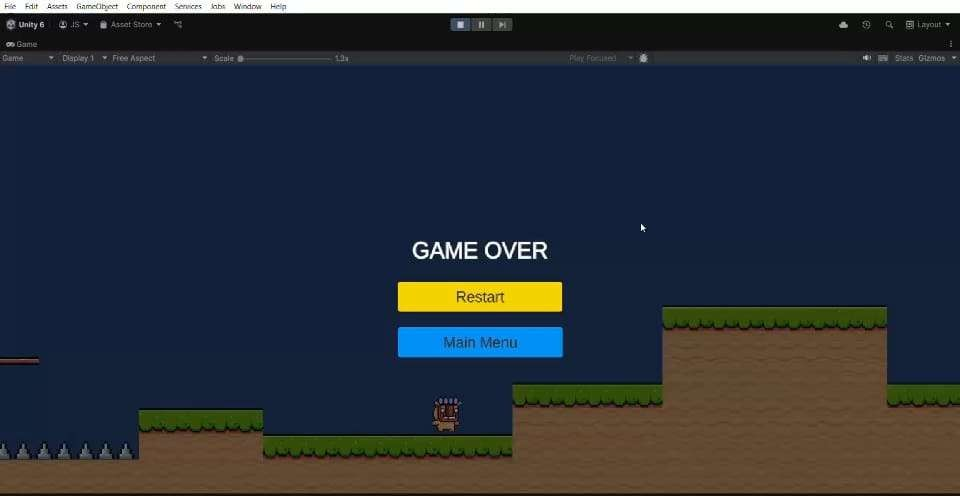 File Edit Assets GameObject Component Services Jobs Window Help
Unity 6 JS Asset Store Layout
Game
Game Display 1 Free Aspect Scale 1.3x Play Focused Stats Gizmos
GAME OVER
Restart
Main Menu